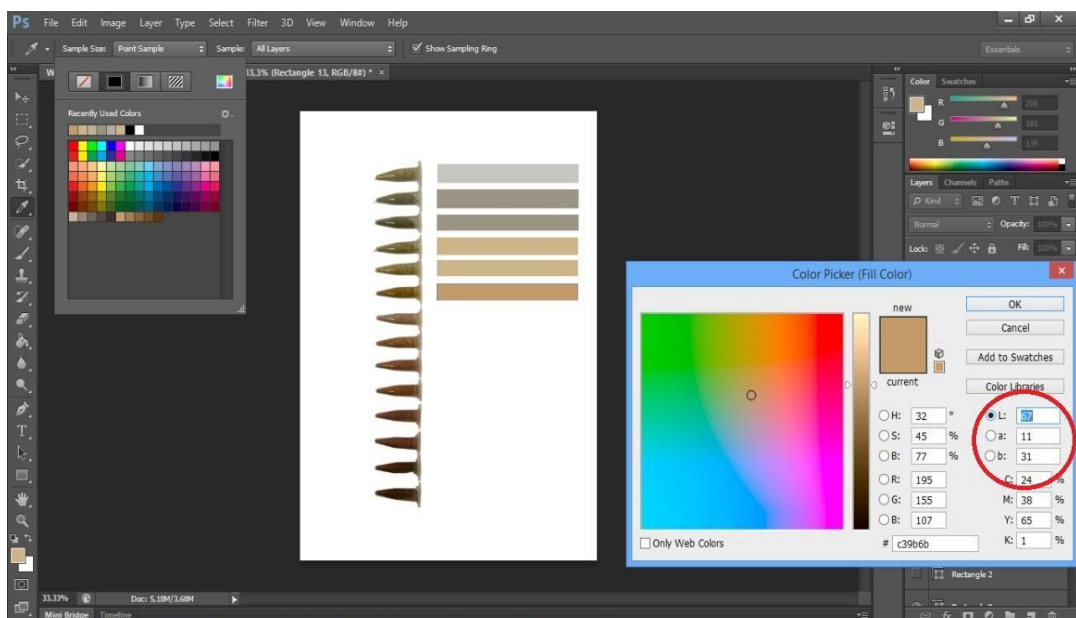 Ps File Edit Image Layer Type Select Filter 3D View Window Help
Sample Size: Point Sample Sample: All Layers Show Sampling Ring Essentials
W 33,3% (Rectangle 13, RGB/8#) * ×
Recently Used Colors
Color Swatches
R 206
G 181
B 139
Layers Channels Paths
Kind
Normal Opacity: 100%
Lock: Fill: 100%
Color Picker (Fill Color)
new
current
OK
Cancel
Add to Swatches
Color Libraries
H: 32 ° L: 67
S: 45 % a: 11
B: 77 % b: 31
R: 195 C: 24 %
G: 155 M: 38 %
B: 107 Y: 65 %
# c39b6b K: 1 %
Only Web Colors
Rectangle 2
33,33% Doc: 5,18M/3,68M
Mini Bridge Timeline